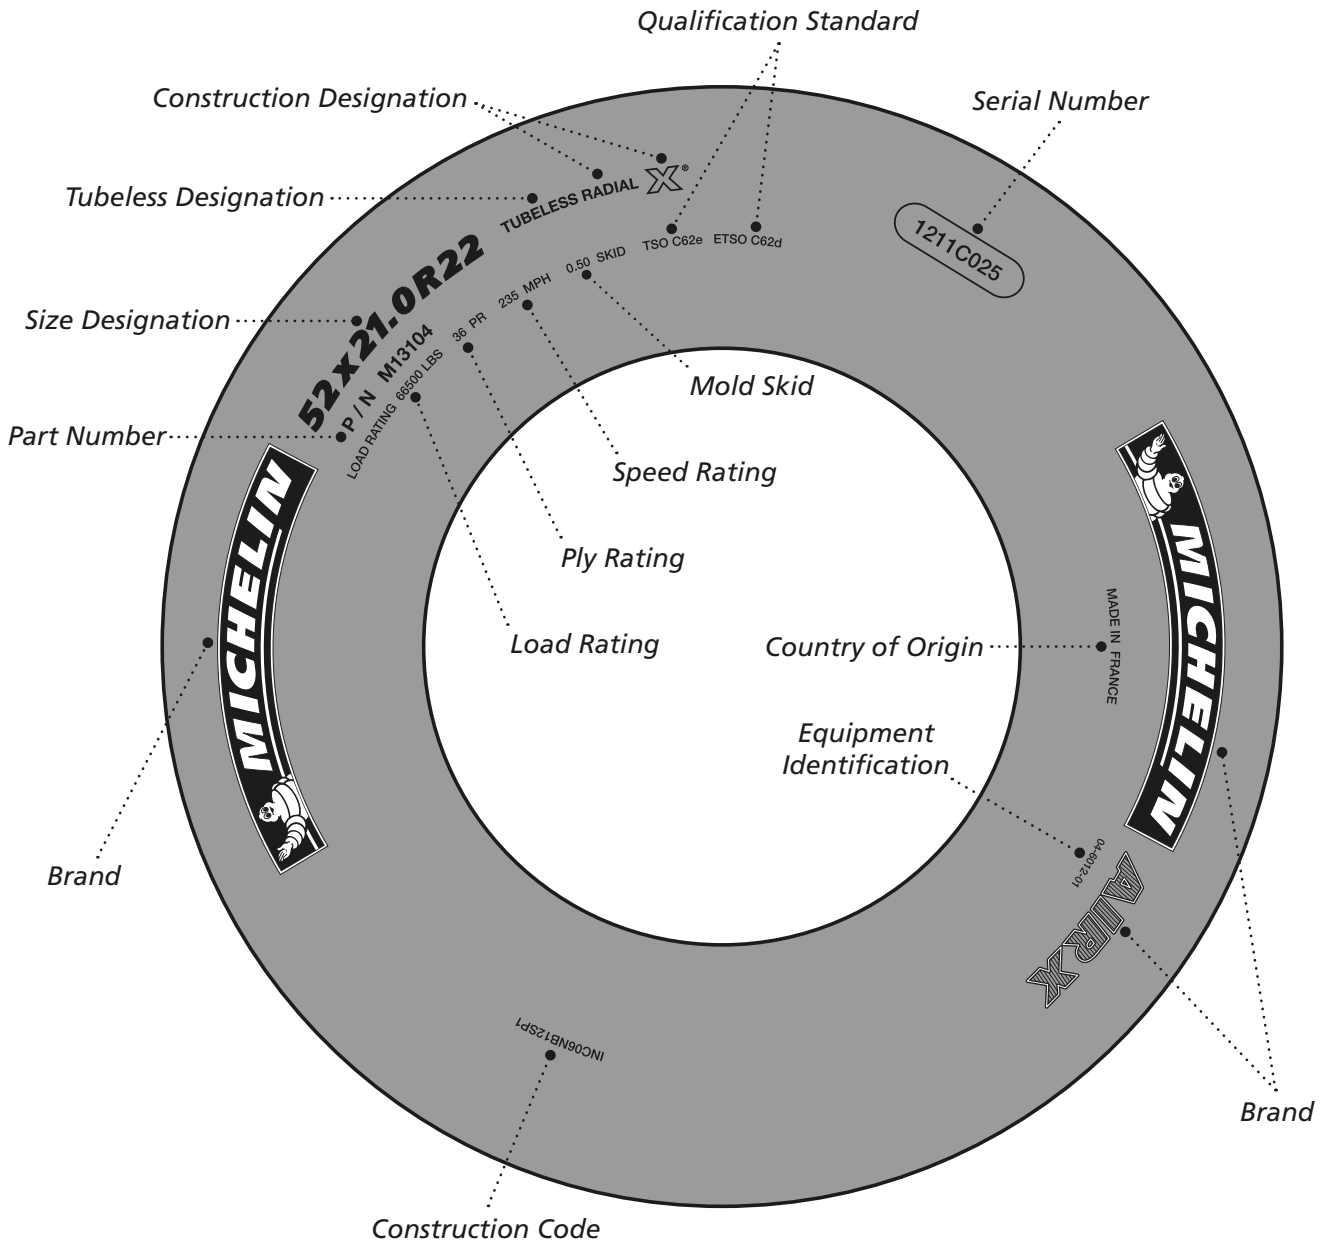 Qualification Standard
Construction Designation
Serial Number
Tubeless Designation
TUBELESS RADIAL X®
TSO C62e ETSO C62d
1211C025
52x21.0R22
0.50 SKID
235 MPH
36 PR
Size Designation
P/N M13104
LOAD RATING 66500 LBS
Mold Skid
Part Number
Speed Rating
MICHELIN
MICHELIN
Ply Rating
Load Rating
Country of Origin
MADE IN FRANCE
Equipment
Identification
Brand
04-6012-01
AIR X
INC06NB12SP1
Brand
Construction Code